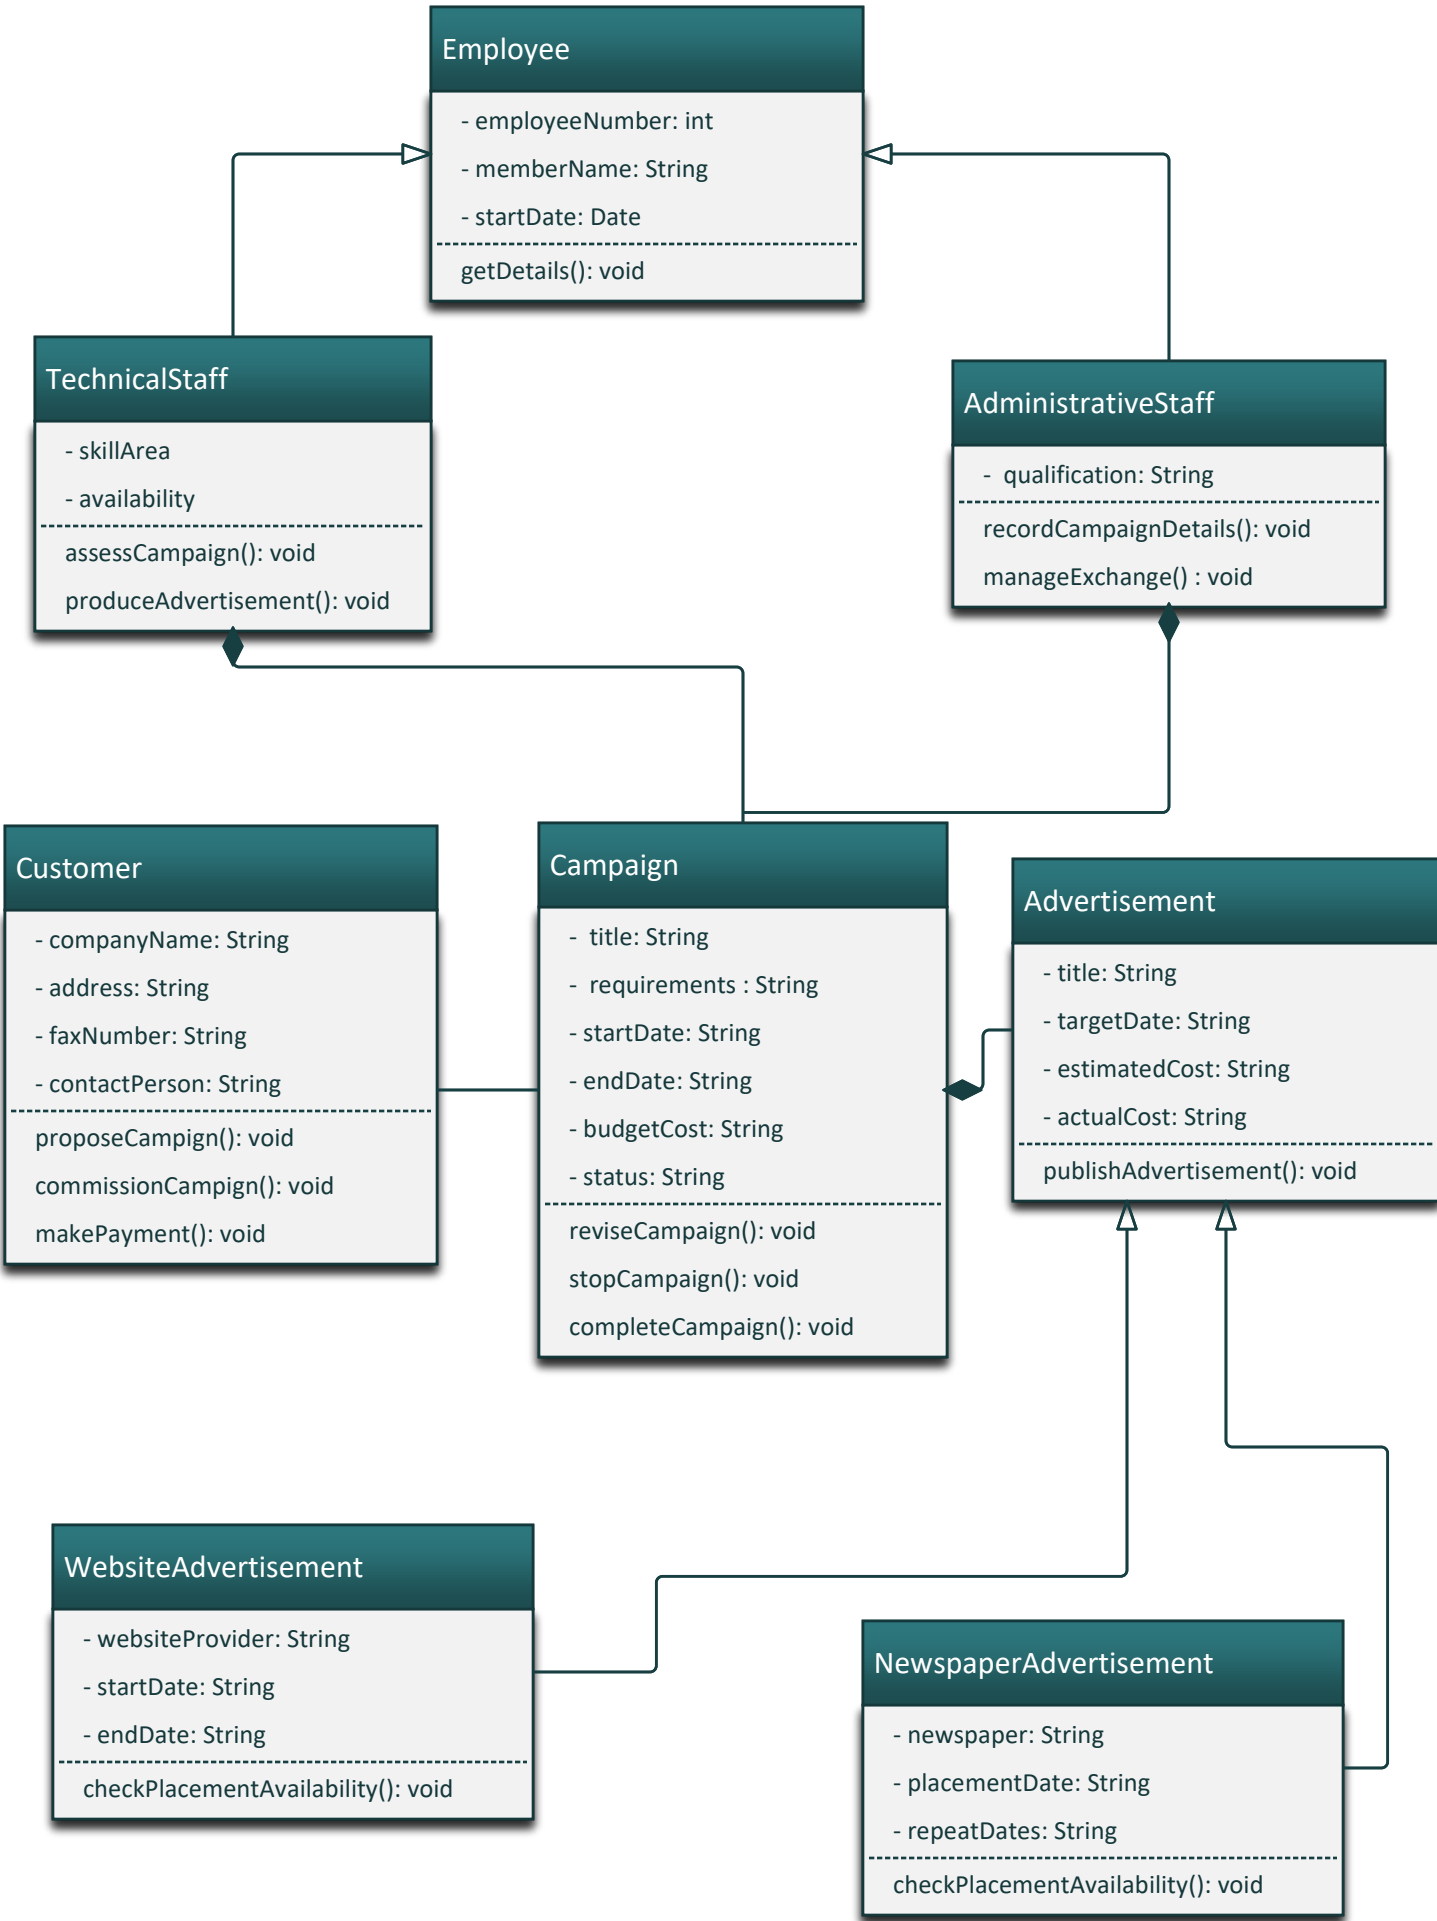 Employee
- employeeNumber: int
- memberName: String
- startDate: Date
getDetails(): void
TechnicalStaff
- skillArea
- availability
assessCampaign(): void
produceAdvertisement(): void
AdministrativeStaff
- qualification: String
recordCampaignDetails(): void
manageExchange() : void
Customer
- companyName: String
- address: String
- faxNumber: String
- contactPerson: String
proposeCampign(): void
commissionCampign(): void
makePayment(): void
Campaign
- title: String
- requirements : String
- startDate: String
- endDate: String
- budgetCost: String
- status: String
reviseCampaign(): void
stopCampaign(): void
completeCampaign(): void
Advertisement
- title: String
- targetDate: String
- estimatedCost: String
- actualCost: String
publishAdvertisement(): void
WebsiteAdvertisement
- websiteProvider: String
- startDate: String
- endDate: String
checkPlacementAvailability(): void
NewspaperAdvertisement
- newspaper: String
- placementDate: String
- repeatDates: String
checkPlacementAvailability(): void